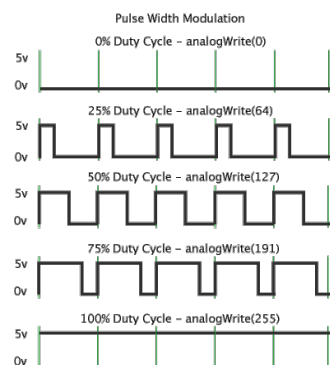 Pulse Width Modulation
0% Duty Cycle – analogWrite(0)
5v
0v
25% Duty Cycle – analogWrite(64)
5v
0v
50% Duty Cycle – analogWrite(127)
5v
0v
75% Duty Cycle – analogWrite(191)
5v
0v
100% Duty Cycle – analogWrite(255)
5v
0v